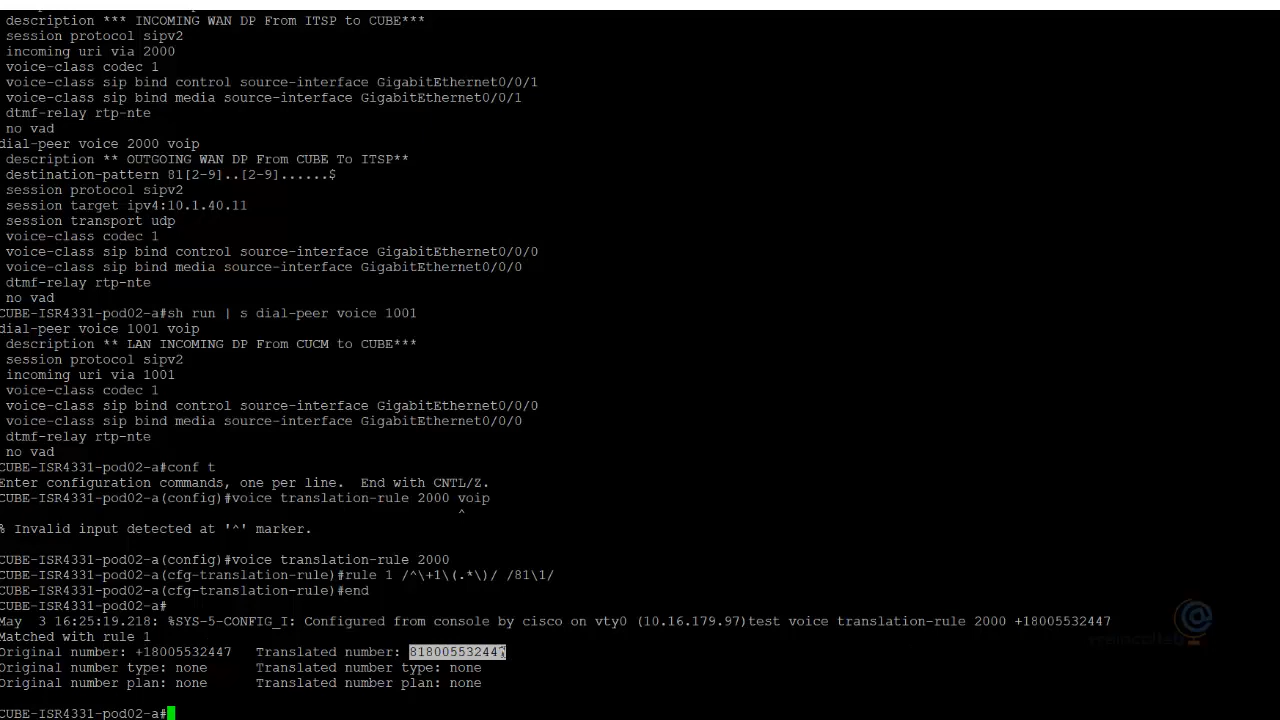 description *** INCOMING WAN DP From ITSP to CUBE***
session protocol sipv2
incoming uri via 2000
voice-class codec 1
voice-class sip bind control source-interface GigabitEthernet0/0/1
voice-class sip bind media source-interface GigabitEthernet0/0/1
dtmf-relay rtp-nte
no vad
dial-peer voice 2000 voip
description ** OUTGOING WAN DP From CUBE To ITSP**
destination-pattern 81[2-9]..[2-9]......$
session protocol sipv2
session target ipv4:10.1.40.11
session transport udp
voice-class codec 1
voice-class sip bind control source-interface GigabitEthernet0/0/0
voice-class sip bind media source-interface GigabitEthernet0/0/0
dtmf-relay rtp-nte
no vad
CUBE-ISR4331-pod02-a#sh run | s dial-peer voice 1001
dial-peer voice 1001 voip
description ** LAN INCOMING DP From CUCM to CUBE***
session protocol sipv2
incoming uri via 1001
voice-class codec 1
voice-class sip bind control source-interface GigabitEthernet0/0/0
voice-class sip bind media source-interface GigabitEthernet0/0/0
dtmf-relay rtp-nte
no vad
CUBE-ISR4331-pod02-a#conf t
Enter configuration commands, one per line.  End with CNTL/Z.
CUBE-ISR4331-pod02-a(config)#voice translation-rule 2000 voip
^
% Invalid input detected at '^' marker.
CUBE-ISR4331-pod02-a(config)#voice translation-rule 2000
CUBE-ISR4331-pod02-a(cfg-translation-rule)#rule 1 /^\+1\(.*\)/ /81\1/
CUBE-ISR4331-pod02-a(cfg-translation-rule)#end
CUBE-ISR4331-pod02-a#
May  3 16:25:19.218: %SYS-5-CONFIG_I: Configured from console by cisco on vty0 (10.16.179.97)test voice translation-rule 2000 +18005532447
Matched with rule 1
Original number: +18005532447   Translated number: 818005532447
Original number type: none      Translated number type: none
Original number plan: none      Translated number plan: none
CUBE-ISR4331-pod02-a#